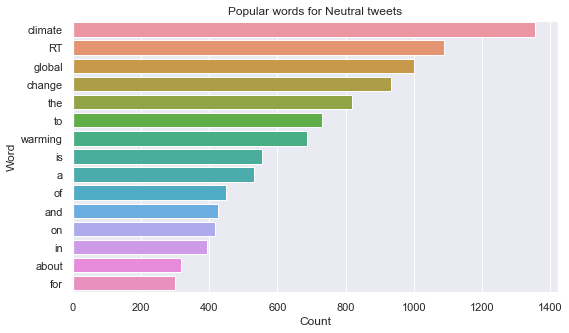 Popular words for Neutral tweets
climate
RT
global
change
the
to
warming
is
a
of
and
on
in
about
for
Word
0 200 400 600 800 1000 1200 1400
Count